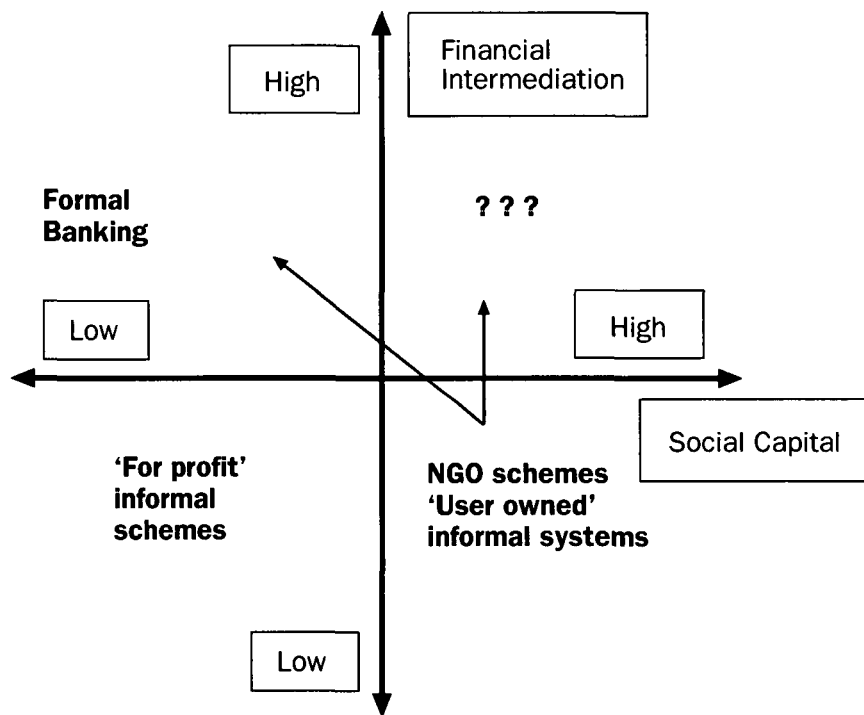 High
Financial
Intermediation
Formal
Banking
? ? ?
Low
High
Social Capital
‘For profit’
informal
schemes
NGO schemes
‘User owned’
informal systems
Low